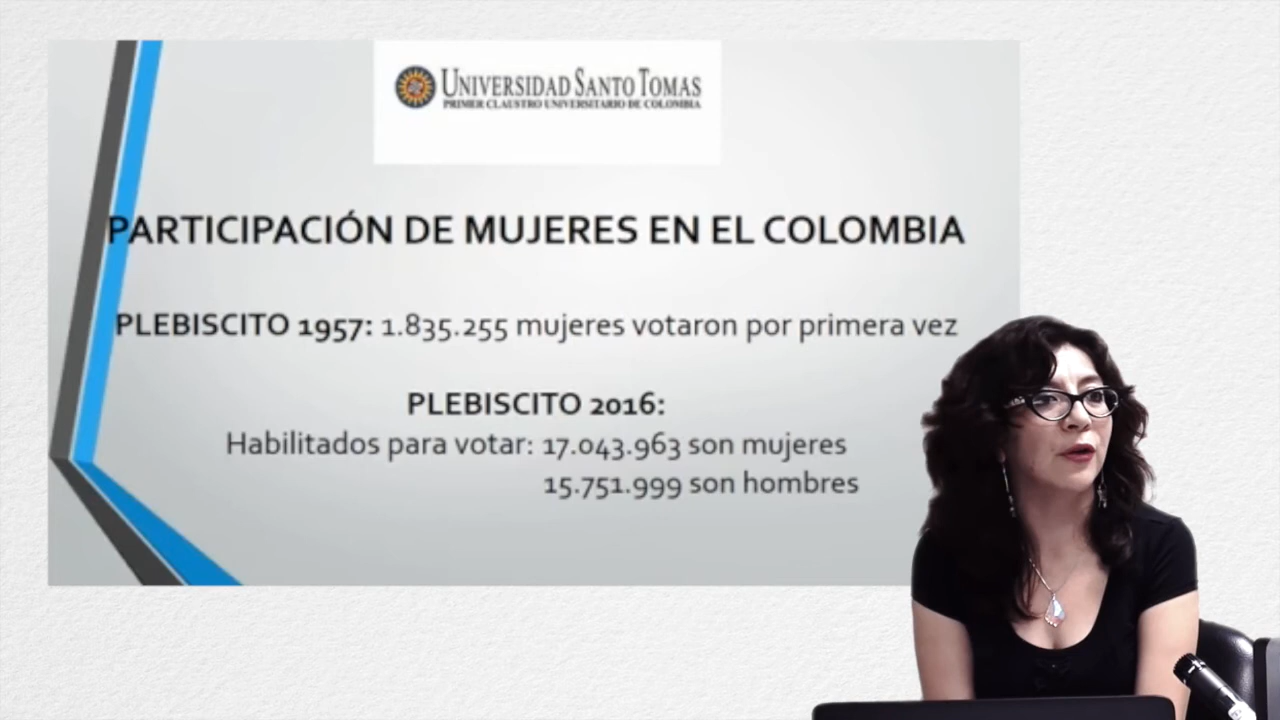 UNIVERSIDAD SANTO TOMAS
PRIMER CLAUSTRO UNIVERSITARIO DE COLOMBIA
PARTICIPACIÓN DE MUJERES EN EL COLOMBIA
PLEBISCITO 1957: 1.835.255 mujeres votaron por primera vez
PLEBISCITO 2016:
Habilitados para votar: 17.043.963 son mujeres
15.751.999 son hombres